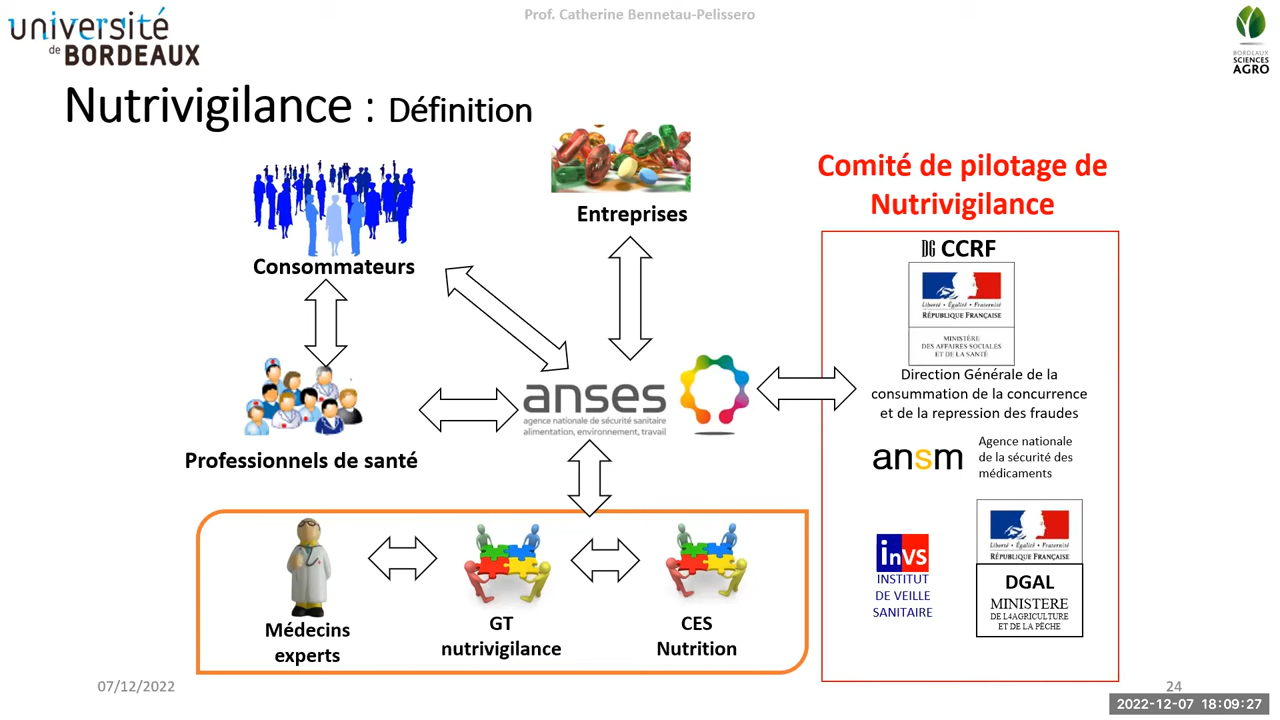 université
de BORDEAUX
Prof. Catherine Bennetau-Pelissero
BORDEAUX
SCIENCES
AGRO
Nutrivigilance : Définition
Consommateurs
Entreprises
Professionnels de santé
anses
agence nationale de sécurité sanitaire
alimentation, environnement, travail
Médecins
experts
GT
nutrivigilance
CES
Nutrition
Comité de pilotage de
Nutrivigilance
DG CCRF
Liberté • Égalité • Fraternité
RÉPUBLIQUE FRANÇAISE
MINISTÈRE
DES AFFAIRES SOCIALES
ET DE LA SANTÉ
Direction Générale de la
consummation de la concurrence
et de la repression des fraudes
ansm
Agence nationale
de la sécurité des
médicaments
inVS
INSTITUT
DE VEILLE
SANITAIRE
Liberté • Égalité • Fraternité
RÉPUBLIQUE FRANÇAISE
DGAL
MINISTERE
DE L4AGRICULTURE
ET DE LA PÊCHE
07/12/2022
24
2022-12-07 18:09:27